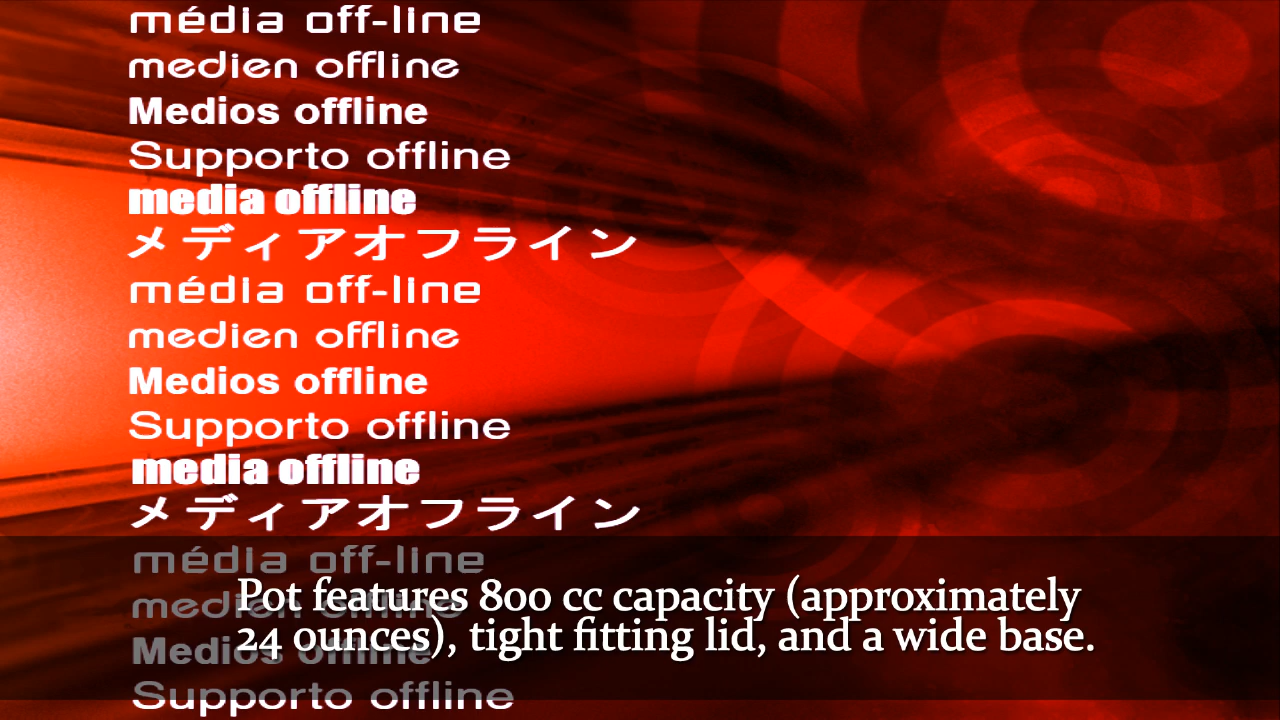 média off-line
medien offline
Medios offline
Supporto offline
media offline
メディアオフライン
média off-line
medien offline
Medios offline
Supporto offline
media offline
メディアオフライン
média off-line
medien offline
Medios offline
Supporto offline
Pot features 800 cc capacity (approximately
24 ounces), tight fitting lid, and a wide base.